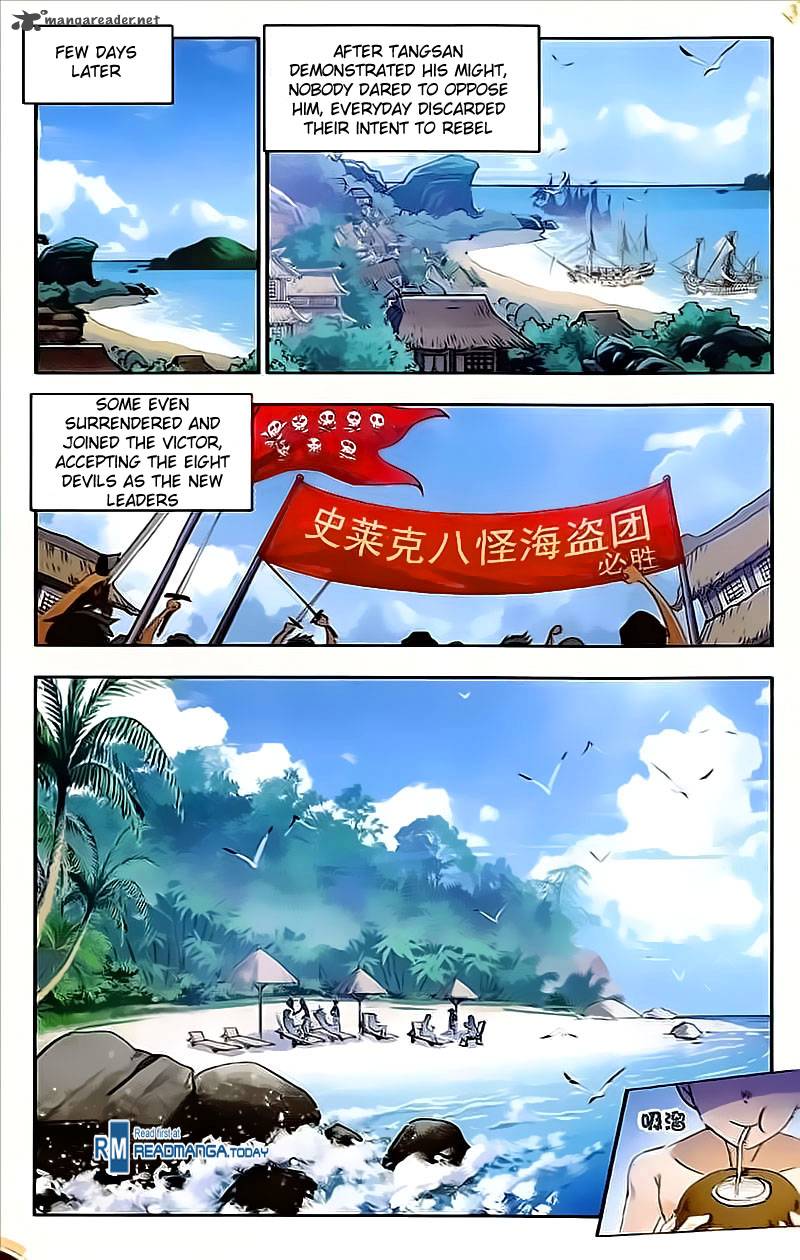 mangareader.net
FEW DAYS
LATER
AFTER TANGSAN
DEMONSTRATED HIS MIGHT,
NOBODY DARED TO OPPOSE
HIM, EVERYDAY DISCARDED
THEIR INTENT TO REBEL
SOME EVEN
SURRENDERED AND
JOINED THE VICTOR,
ACCEPTING THE EIGHT
DEVILS AS THE NEW
LEADERS
史莱克八怪海盗团
必胜
吸溜
RM
Read first at
READMANGA.TODAY